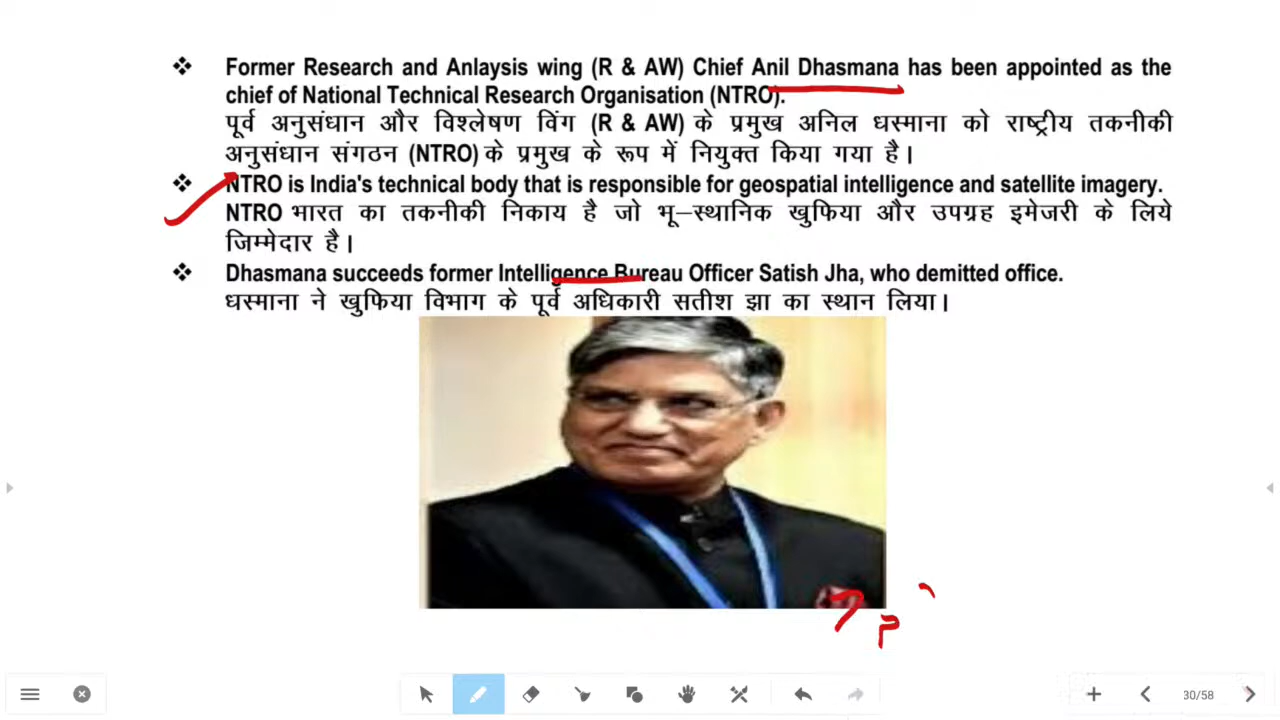 ❖ Former Research and Anlaysis wing (R & AW) Chief Anil Dhasmana has been appointed as the
chief of National Technical Research Organisation (NTRO).
पूर्व अनुसंधान और विश्लेषण विंग (R & AW) के प्रमुख अनिल धस्माना को राष्ट्रीय तकनीकी
अनुसंधान संगठन (NTRO) के प्रमुख के रूप में नियुक्त किया गया है।
❖ NTRO is India's technical body that is responsible for geospatial intelligence and satellite imagery.
NTRO भारत का तकनीकी निकाय है जो भू–स्थानिक खुफिया और उपग्रह इमेजरी के लिये
जिम्मेदार है।
❖ Dhasmana succeeds former Intelligence Bureau Officer Satish Jha, who demitted office.
धस्माना ने खुफिया विभाग के पूर्व अधिकारी सतीश झा का स्थान लिया।
30/58